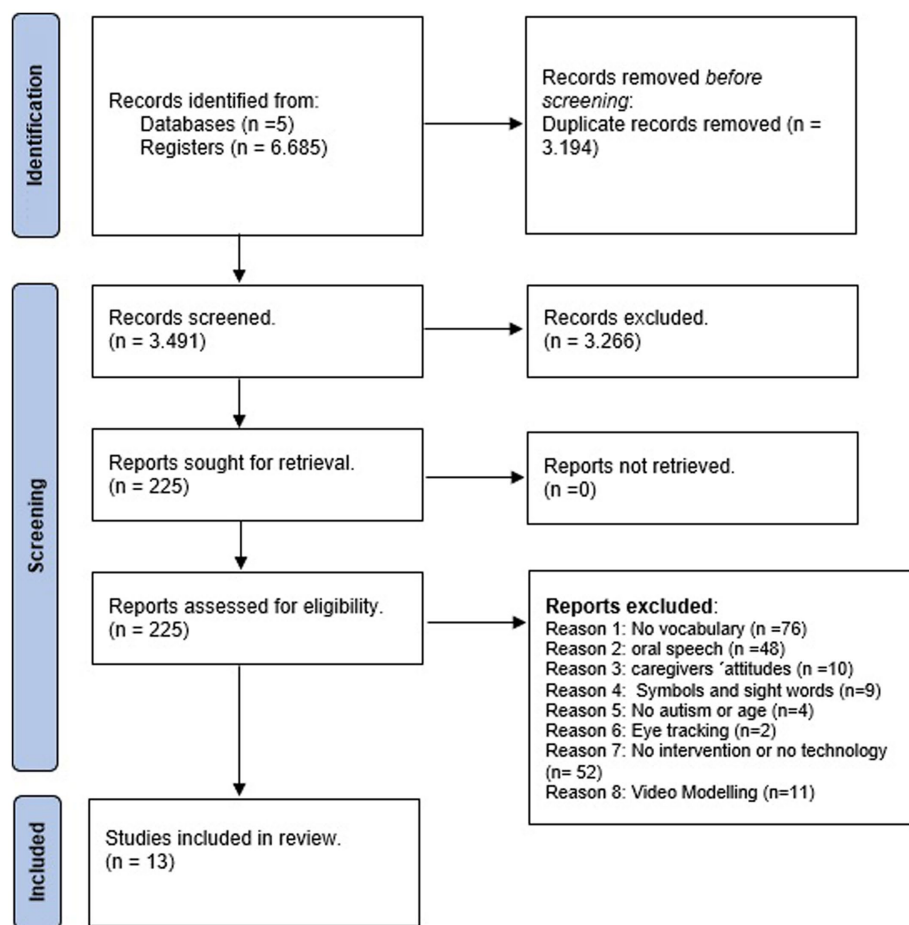 Identification
Records identified from:
Databases (n =5)
Registers (n = 6.685)
Records removed before
screening:
Duplicate records removed (n =
3.194)
Screening
Records screened.
(n = 3.491)
Records excluded.
(n = 3.266)
Reports sought for retrieval.
(n = 225)
Reports not retrieved.
(n =0)
Reports assessed for eligibility.
(n = 225)
Reports excluded:
Reason 1: No vocabulary (n =76)
Reason 2: oral speech (n =48)
Reason 3: caregivers ´attitudes (n =10)
Reason 4:  Symbols and sight words (n=9)
Reason 5: No autism or age (n=4)
Reason 6: Eye tracking (n=2)
Reason 7: No intervention or no technology
(n= 52)
Reason 8: Video Modelling (n=11)
Included
Studies included in review.
(n = 13)